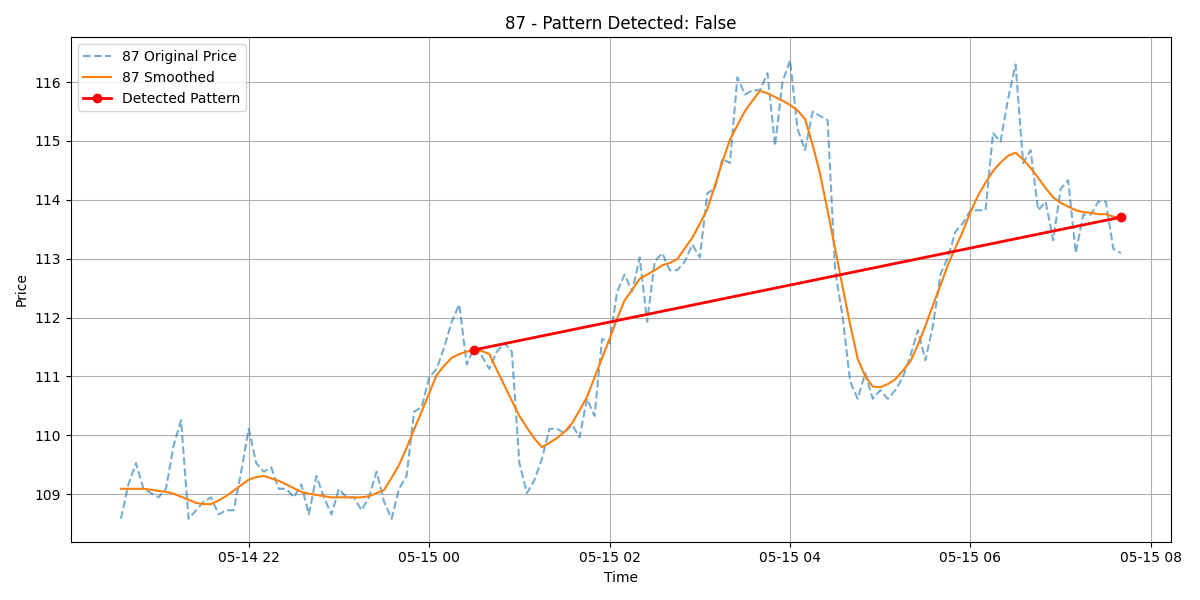 87 - Pattern Detected: False
87 Original Price
87 Smoothed
Detected Pattern
116
115
114
113
112
111
110
109
Price
05-14 22
05-15 00
05-15 02
05-15 04
05-15 06
05-15 08
Time